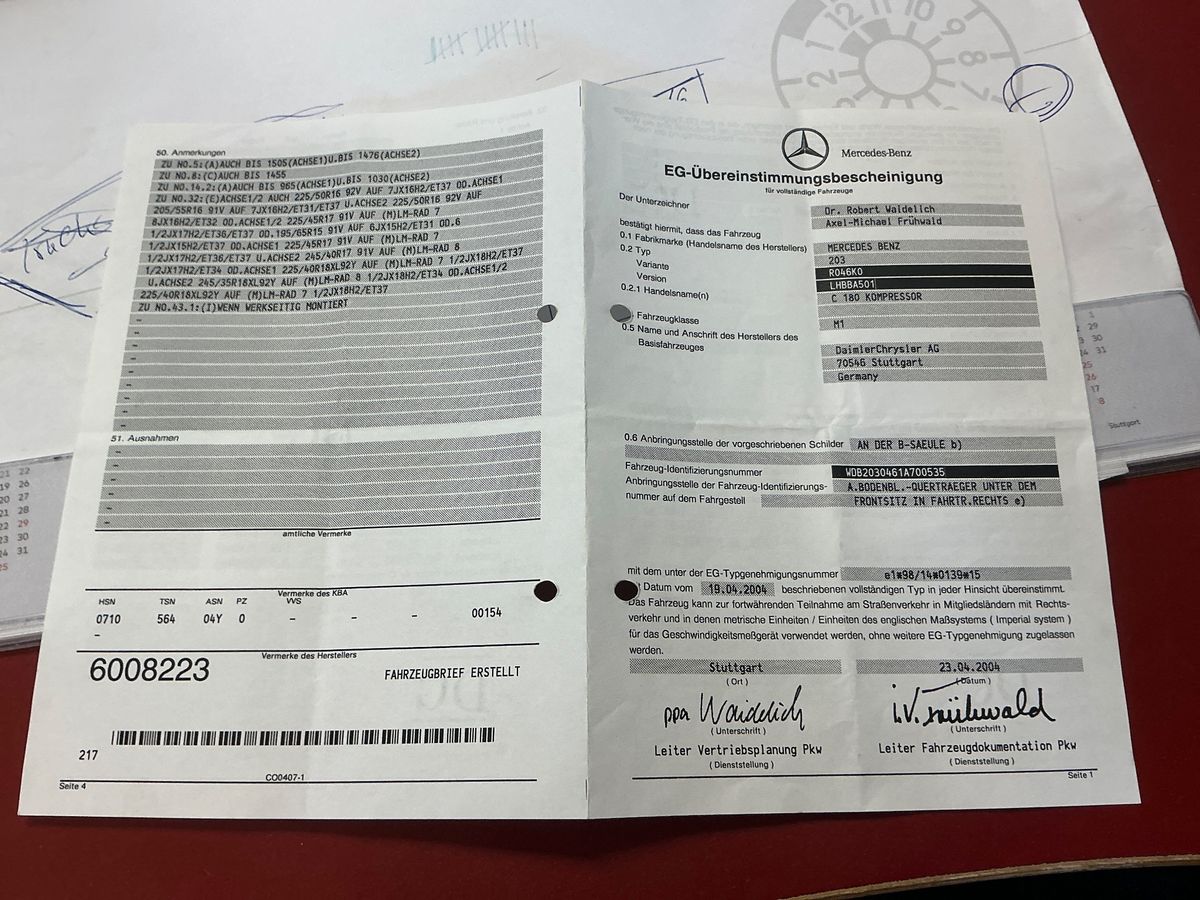 12 11 10 9 8 7
2
TG
Touche
50. Anmerkungen
ZU NO.5:(A)AUCH BIS 1505(ACHSE1)U.BIS 1476(ACHSE2)
ZU NO.8:(C)AUCH BIS 1455
ZU NO.14.2:(A)AUCH BIS 965(ACHSE1)U.BIS 1030(ACHSE2)
ZU NO.32:(E)ACHSE1/2 AUCH 225/50R16 92V AUF 7JX16H2/ET37 OD.ACHSE1
205/55R16 91V AUF 7JX16H2/ET31/ET37 U.ACHSE2 225/50R16 92V AUF
8JX16H2/ET32 OD.ACHSE1/2 225/45R17 91V AUF (M)LM-RAD 7
1/2JX17H2/ET36/ET37 OD.195/65R15 91V AUF 6JX15H2/ET31 OD.6
1/2JX15H2/ET37 OD.ACHSE1 225/45R17 91V AUF (M)LM-RAD 7
1/2JX17H2/ET36/ET37 U.ACHSE2 245/40R17 91V AUF (M)LM-RAD 8
1/2JX17H2/ET34 OD.ACHSE1 225/40R18XL92Y AUF (M)LM-RAD 7 1/2JX18H2/ET37
U.ACHSE2 245/35R18XL92Y AUF (M)LM-RAD 8 1/2JX18H2/ET34 OD.ACHSE1/2
225/40R18XL92Y AUF (M)LM-RAD 7 1/2JX18H2/ET37
ZU NO.43.1:(I)WENN WERKSEITIG MONTIERT
–
–
–
–
–
–
–
–
51. Ausnahmen
–
–
–
–
–
–
amtliche Vermerke
Vermerke des KBA
HSN TSN ASN PZ VVS
0710 564 04Y 0 – – – 00154
–
Vermerke des Herstellers
6008223 FAHRZEUGBRIEF ERSTELLT
217
CO0407-1
Seite 4
Mercedes-Benz
EG-Übereinstimmungsbescheinigung
für vollständige Fahrzeuge
Der Unterzeichner Dr. Robert Waidelich
Axel-Michael Frühwald
bestätigt hiermit, dass das Fahrzeug
0.1 Fabrikmarke (Handelsname des Herstellers) MERCEDES BENZ
0.2 Typ 203
Variante R046K0
Version LHBBA501
0.2.1 Handelsname(n) C 180 KOMPRESSOR
Fahrzeugklasse M1
0.5 Name und Anschrift des Herstellers des
Basisfahrzeuges DaimlerChrysler AG
70546 Stuttgart
Germany
0.6 Anbringungsstelle der vorgeschriebenen Schilder AN DER B-SAEULE b)
Fahrzeug-Identifizierungsnummer WDB2030461A700535
Anbringungsstelle der Fahrzeug-Identifizierungs- A.BODENBL.-QUERTRAEGER UNTER DEM
nummer auf dem Fahrgestell FRONTSITZ IN FAHRTR.RECHTS e)
mit dem unter der EG-Typgenehmigungsnummer e1*98/14*0139*15
Datum vom 19.04.2004 beschriebenen vollständigen Typ in jeder Hinsicht übereinstimmt.
Das Fahrzeug kann zur fortwährenden Teilnahme am Straßenverkehr in Mitgliedsländern mit Rechts-
verkehr und in denen metrische Einheiten / Einheiten des englischen Maßsystems ( Imperial system )
für das Geschwindigkeitsmeßgerät verwendet werden, ohne weitere EG-Typgenehmigung zugelassen
werden.
Stuttgart 23.04.2004
(Ort) (Datum)
ppa Waidelich i.V. Frühwald
(Unterschrift) (Unterschrift)
Leiter Vertriebsplanung Pkw Leiter Fahrzeugdokumentation Pkw
(Dienststellung) (Dienststellung)
Seite 1
Stuttgart